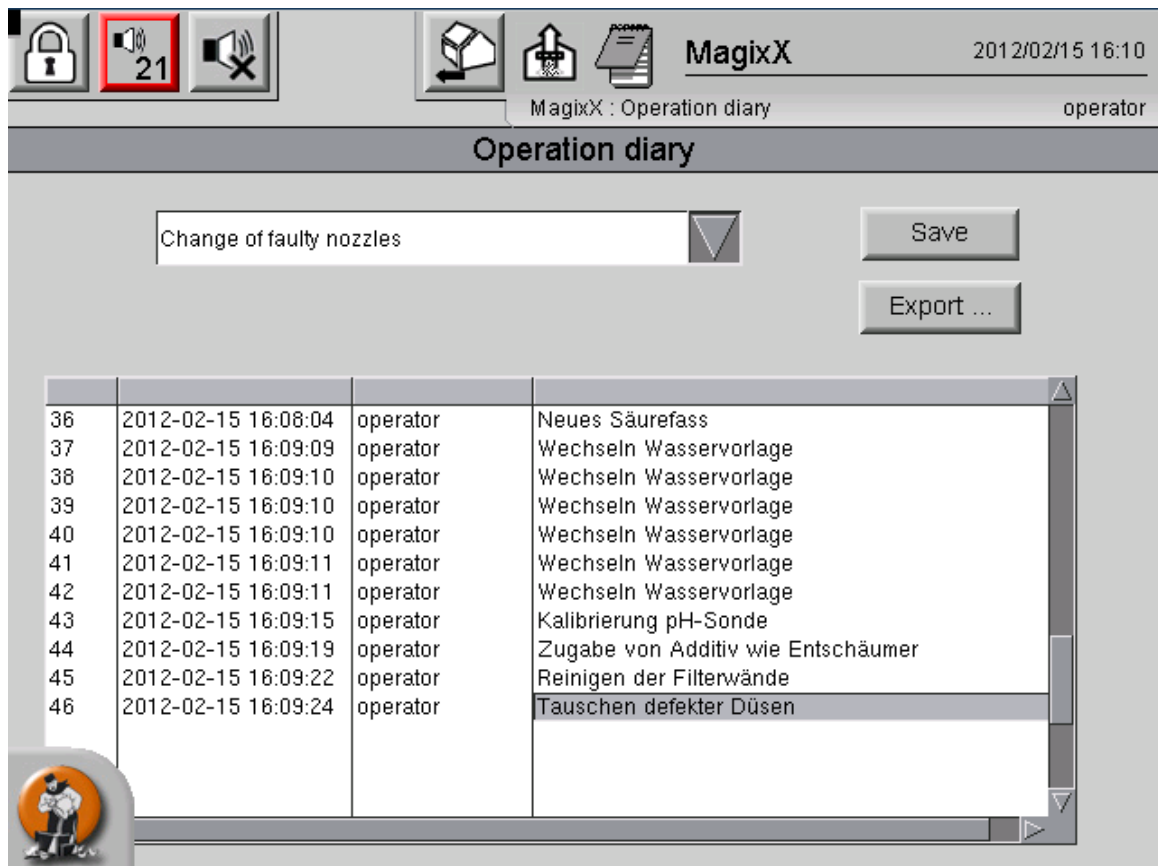 21
MagixX
2012/02/15 16:10
MagixX : Operation diary
operator
Operation diary
Change of faulty nozzles
Save
Export ...
36 2012-02-15 16:08:04 operator Neues Säurefass
37 2012-02-15 16:09:09 operator Wechseln Wasservorlage
38 2012-02-15 16:09:10 operator Wechseln Wasservorlage
39 2012-02-15 16:09:10 operator Wechseln Wasservorlage
40 2012-02-15 16:09:10 operator Wechseln Wasservorlage
41 2012-02-15 16:09:11 operator Wechseln Wasservorlage
42 2012-02-15 16:09:11 operator Wechseln Wasservorlage
43 2012-02-15 16:09:15 operator Kalibrierung pH-Sonde
44 2012-02-15 16:09:19 operator Zugabe von Additiv wie Entschäumer
45 2012-02-15 16:09:22 operator Reinigen der Filterwände
46 2012-02-15 16:09:24 operator Tauschen defekter Düsen